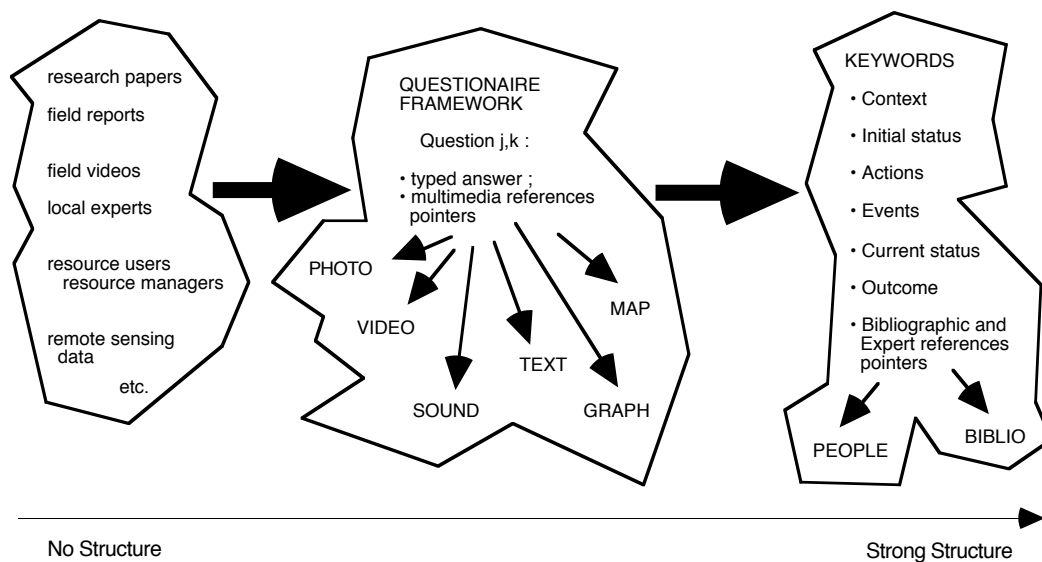 research papers
field reports
field videos
local experts
resource users
resource managers
remote sensing
data
etc.
QUESTIONAIRE
FRAMEWORK
Question j,k :
• typed answer ;
• multimedia references
pointers
PHOTO
VIDEO
SOUND
TEXT
GRAPH
MAP
KEYWORDS
• Context
• Initial status
• Actions
• Events
• Current status
• Outcome
• Bibliographic and
Expert references
pointers
PEOPLE
BIBLIO
No Structure
Strong Structure